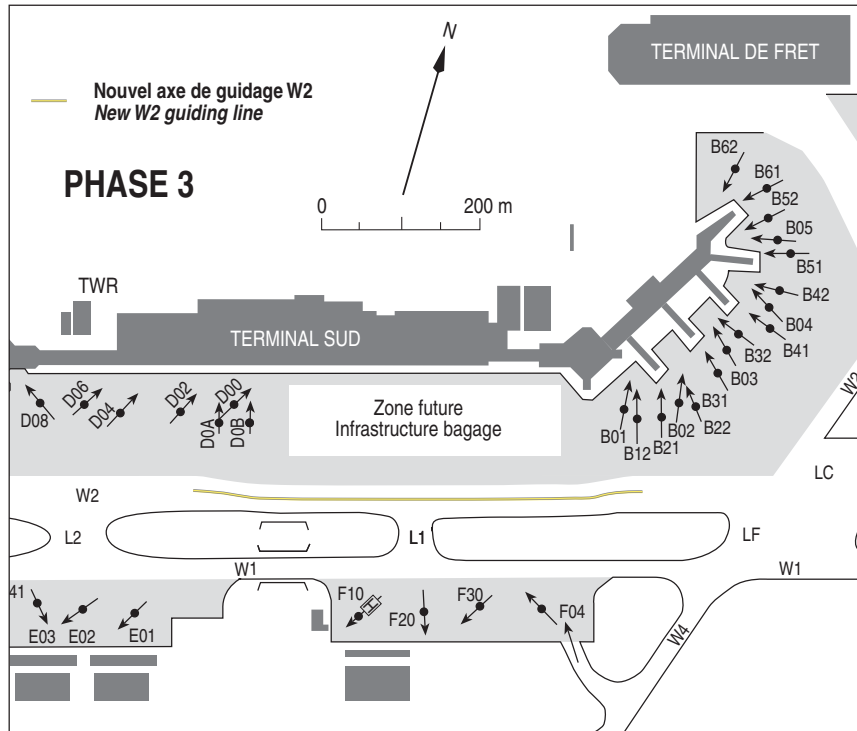 N
TERMINAL DE FRET
Nouvel axe de guidage W2
New W2 guiding line
PHASE 3
0 200 m
B62
B61
B52
B05
B51
B42
B04
B41
B32
B03
B31
B22
B02
B21
B12
B01
TWR
TERMINAL SUD
D08
D06
D04
D02
D00
D0A
D0B
Zone future
Infrastructure bagage
W2
LC
W2
L2
L1
LF
W1
W1
41
E03
E02
E01
F10
F20
F30
F04
W4